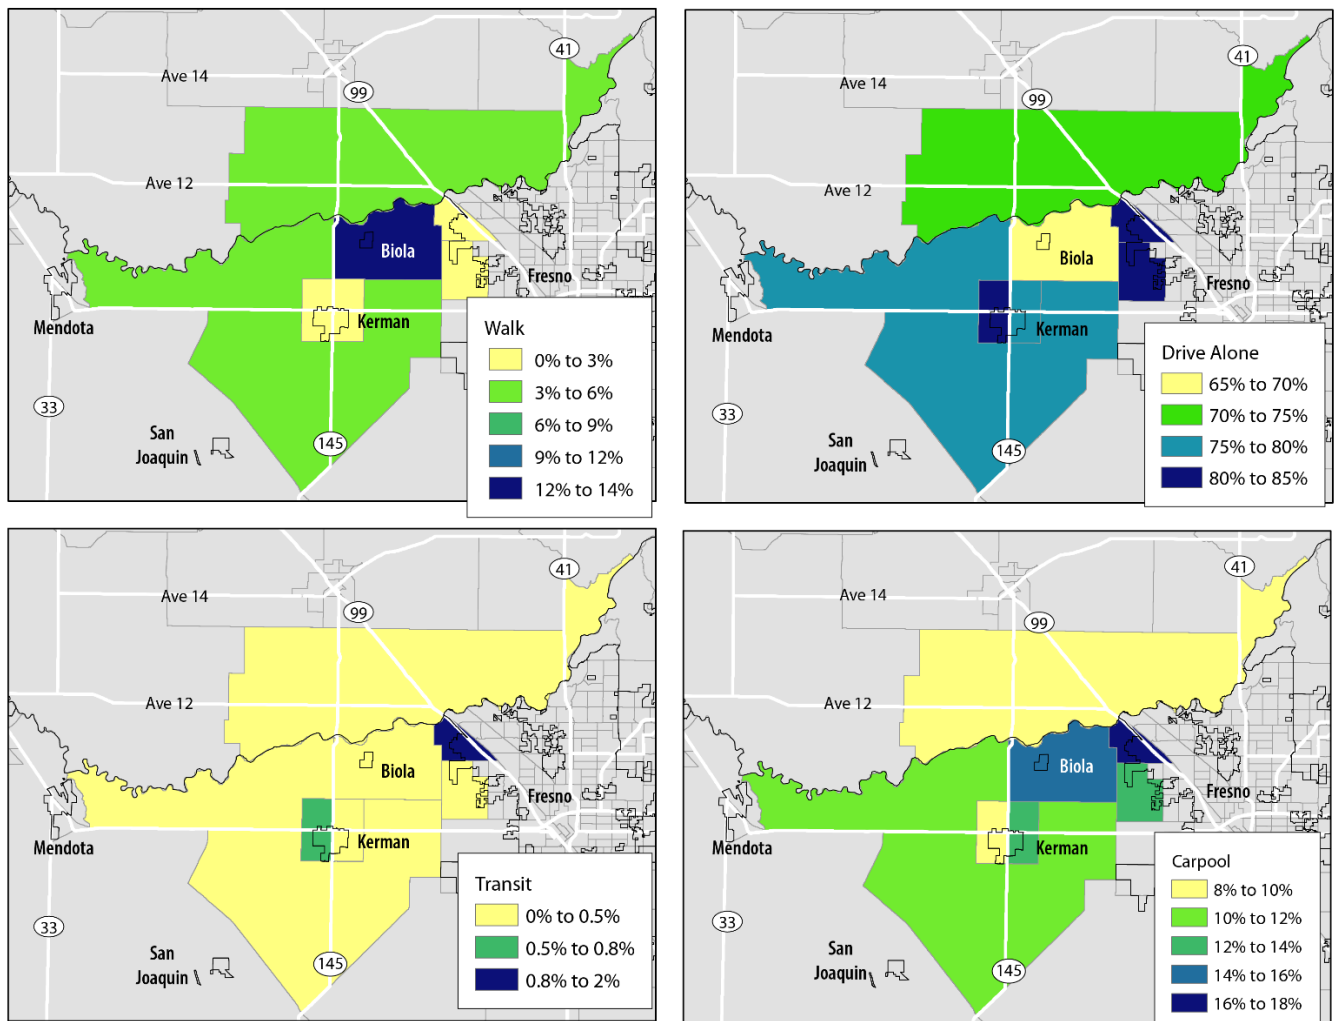 41
Ave 14
99
Ave 12
Biola
Fresno
Mendota
Kerman
33
San
Joaquin
145
Walk
0% to 3%
3% to 6%
6% to 9%
9% to 12%
12% to 14%
41
Ave 14
99
Ave 12
Biola
Fresno
Mendota
Kerman
33
San
Joaquin
145
Drive Alone
65% to 70%
70% to 75%
75% to 80%
80% to 85%
41
Ave 14
99
Ave 12
Biola
Fresno
Mendota
Kerman
33
San
Joaquin
145
Transit
0% to 0.5%
0.5% to 0.8%
0.8% to 2%
41
Ave 14
99
Ave 12
Biola
Fresno
Mendota
Kerman
33
San
Joaquin
145
Carpool
8% to 10%
10% to 12%
12% to 14%
14% to 16%
16% to 18%